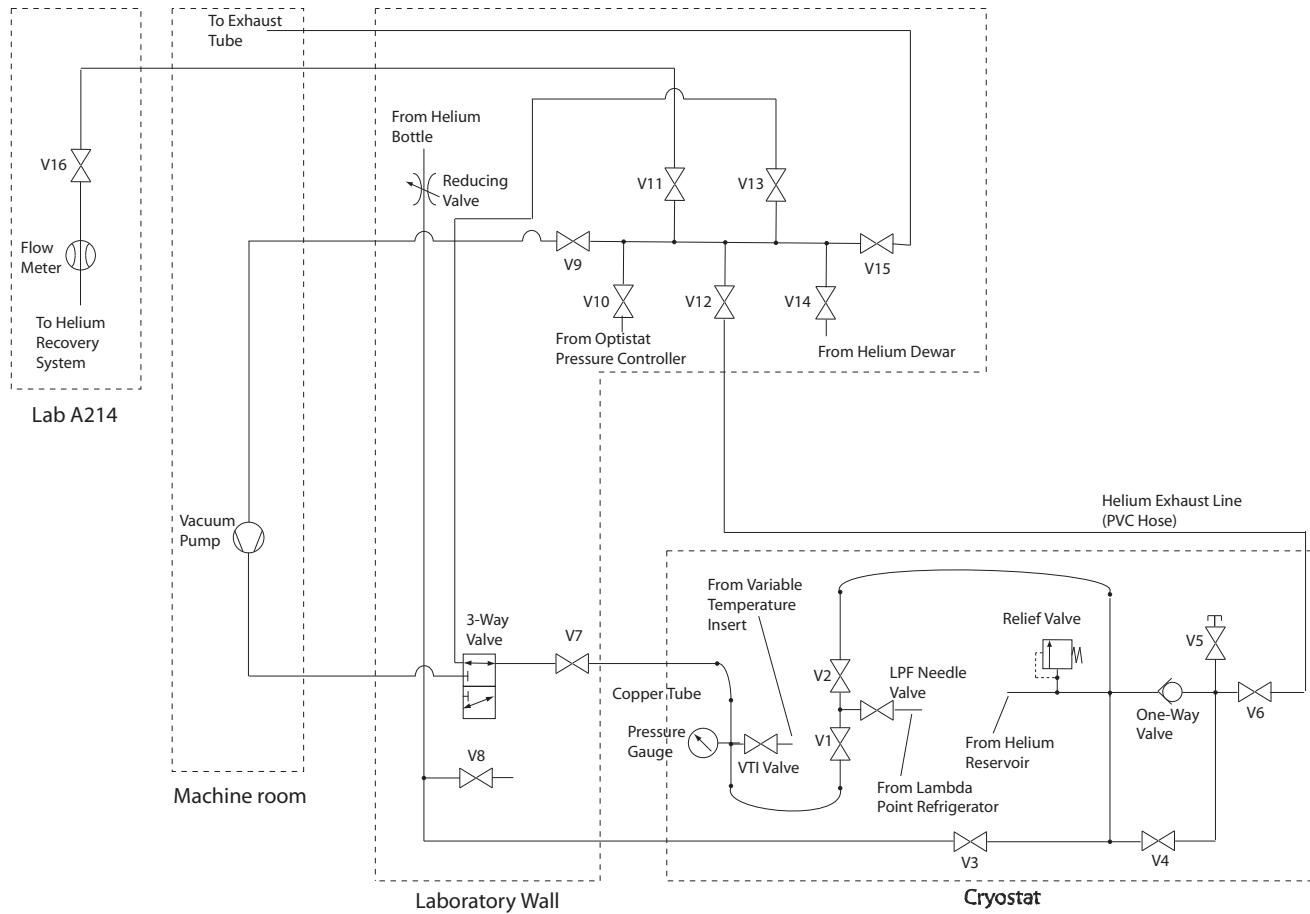 To Exhaust
Tube
From Helium
Bottle
V16
Reducing
Valve
V11
V13
Flow
Meter
V9
V15
V10
V12
V14
To Helium
Recovery
System
From Optistat
Pressure Controller
From Helium Dewar
Lab A214
Helium Exhaust Line
(PVC Hose)
Vacuum
Pump
From Variable
Temperature
Insert
3-Way
Valve
V7
Relief Valve
V5
V2
LPF Needle
Valve
Copper Tube
Pressure
Gauge
V1
One-Way
Valve
V6
From Helium
Reservoir
VTI Valve
V8
From Lambda
Point Refrigerator
Machine room
V3
V4
Laboratory Wall
Cryostat